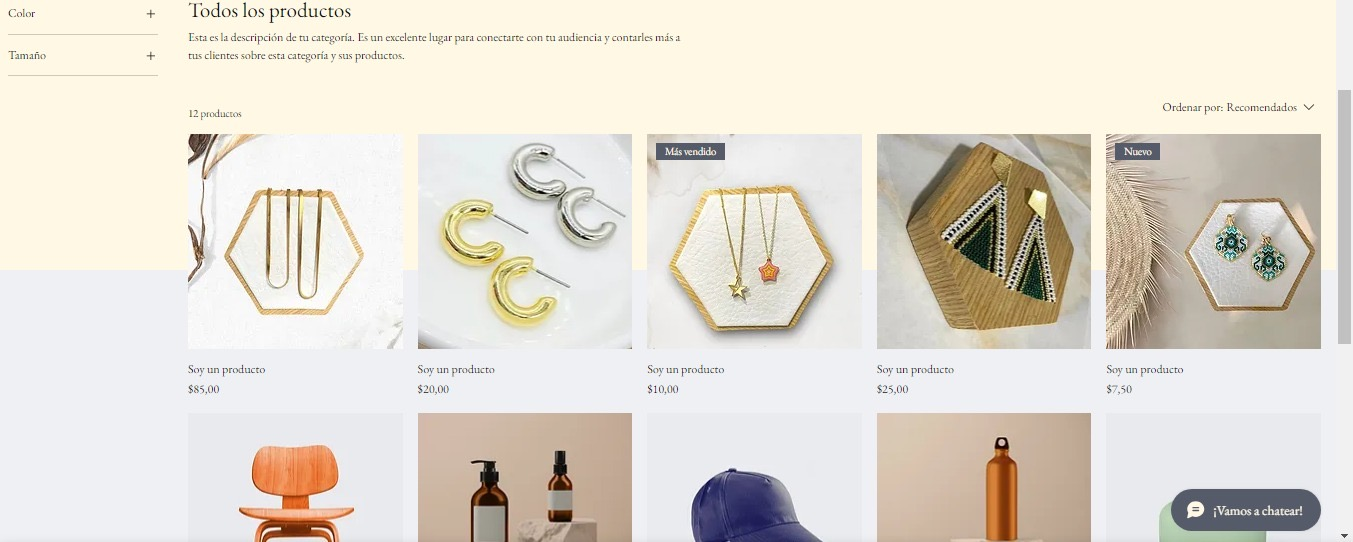 Color
Tamaño
Todos los productos
Esta es la descripción de tu categoría. Es un excelente lugar para conectarte con tu audiencia y contarles más a
tus clientes sobre esta categoría y sus productos.
12 productos
Ordenar por: Recomendados
Más vendido
Nuevo
Soy un producto
$85,00
Soy un producto
$20,00
Soy un producto
$10,00
Soy un producto
$25,00
Soy un producto
$7,50
¡Vamos a chatear!